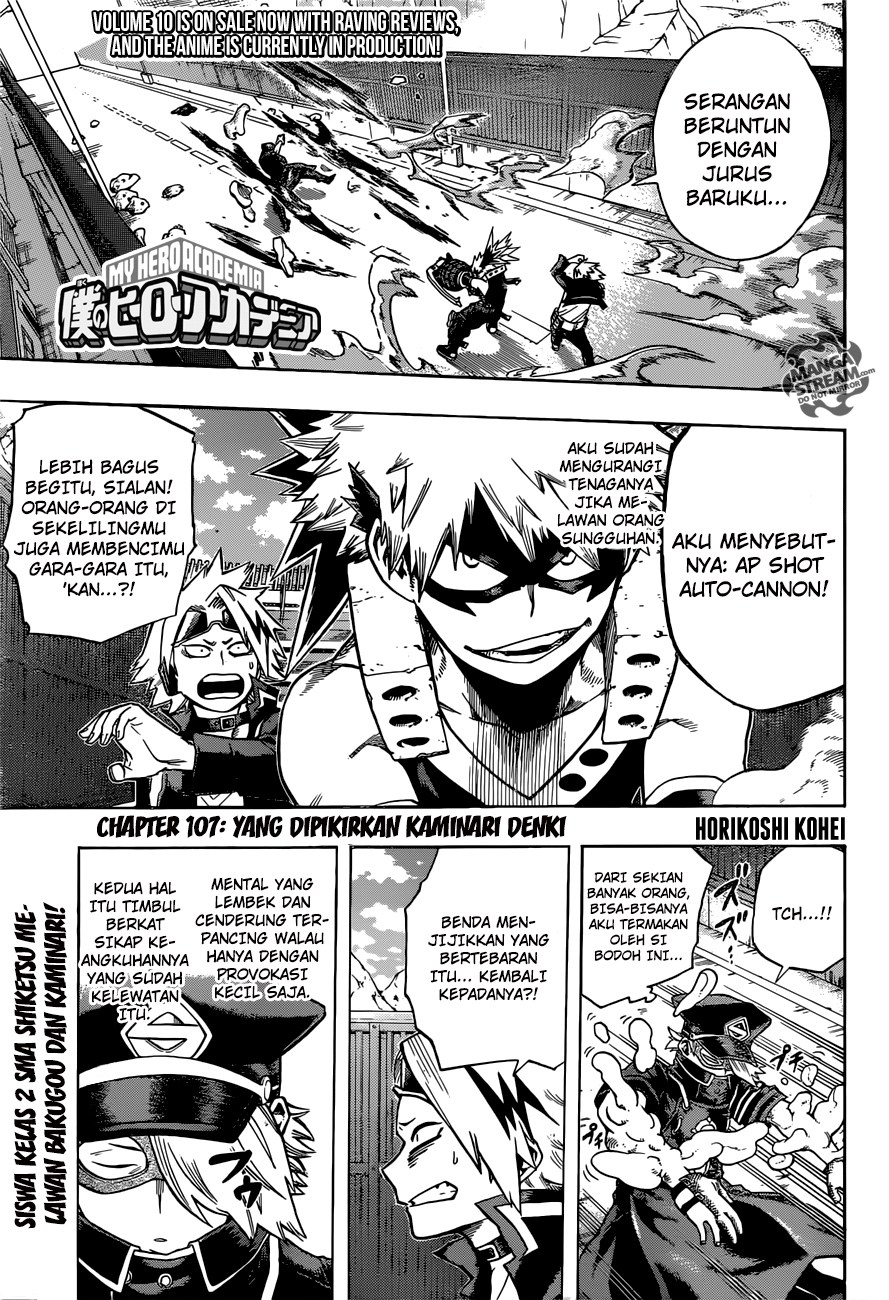 VOLUME 10 IS ON SALE NOW WITH RAVING REVIEWS,
AND THE ANIME IS CURRENTLY IN PRODUCTION!
SERANGAN
BERUNTUN
DENGAN
JURUS
BARUKU...
MY HERO ACADEMIA
僕のヒーローアカデミア
MANGA
STREAM.com
DO NOT MIRROR
AKU MENYEBUT-
NYA: AP SHOT
AUTO-CANNON!
AKU SUDAH
MENGURANGI
TENAGANYA
JIKA ME-
LAWAN ORANG
SUNGGUHAN.
LEBIH BAGUS
BEGITU, SIALAN!
ORANG-ORANG DI
SEKELILINGMU
JUGA MEMBENCIMU
GARA-GARA ITU,
'KAN...?!
CHAPTER 107: YANG DIPIKIRKAN KAMINARI DENKI
HORIKOSHI KOHEI
TCH...!!
DARI SEKIAN
BANYAK ORANG,
BISA-BISANYA
AKU TERMAKAN
OLEH SI
BODOH INI...
BENDA MEN-
JIJIKKAN YANG
BERTEBARAN
ITU... KEMBALI
KEPADANYA?!
MENTAL YANG
LEMBEK DAN
CENDERUNG TER-
PANCING WALAU
HANYA DENGAN
PROVOKASI
KECIL SAJA.
KEDUA HAL
ITU TIMBUL
BERKAT
SIKAP KE-
ANGKUHANNYA
YANG SUDAH
KELEWATAN
ITU.
SISWA KELAS 2 SMA SHIKETSU ME-
LAWAN BAKUGOU DAN KAMINARI!